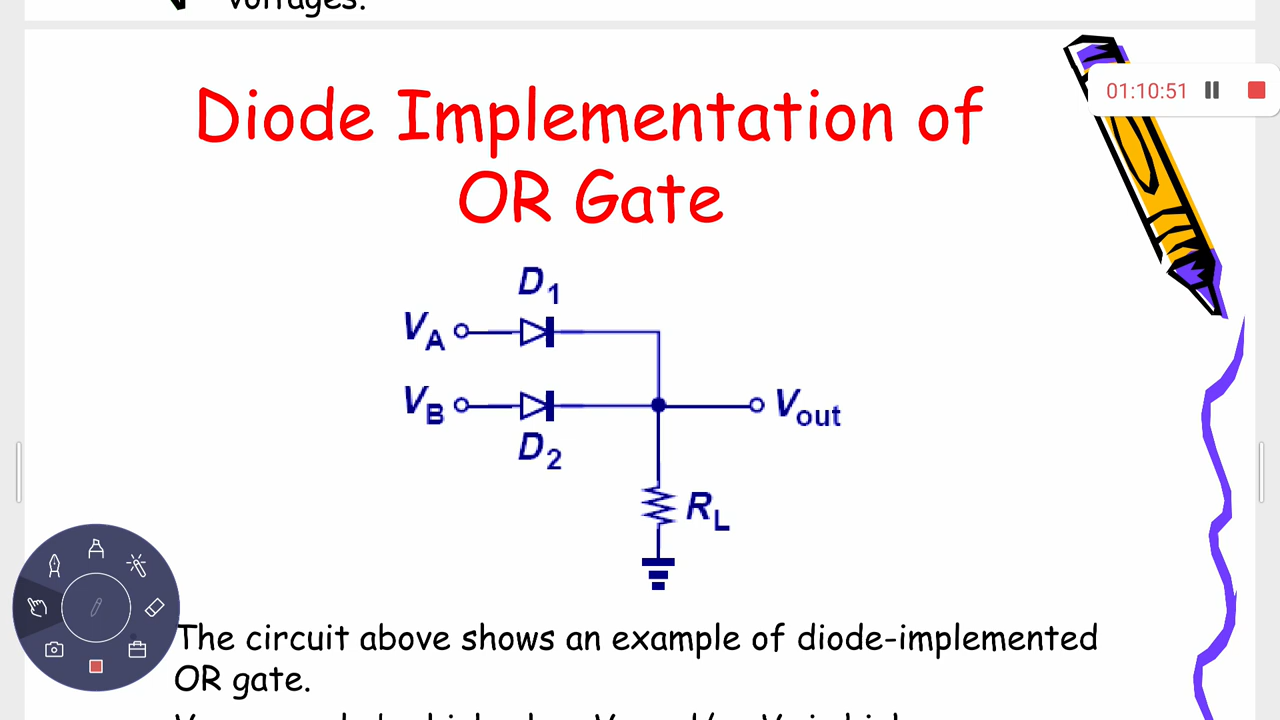 voltages.
01:10:51
Diode Implementation of
OR Gate
D1
VA
VB
Vout
D2
RL
The circuit above shows an example of diode-implemented
OR gate.